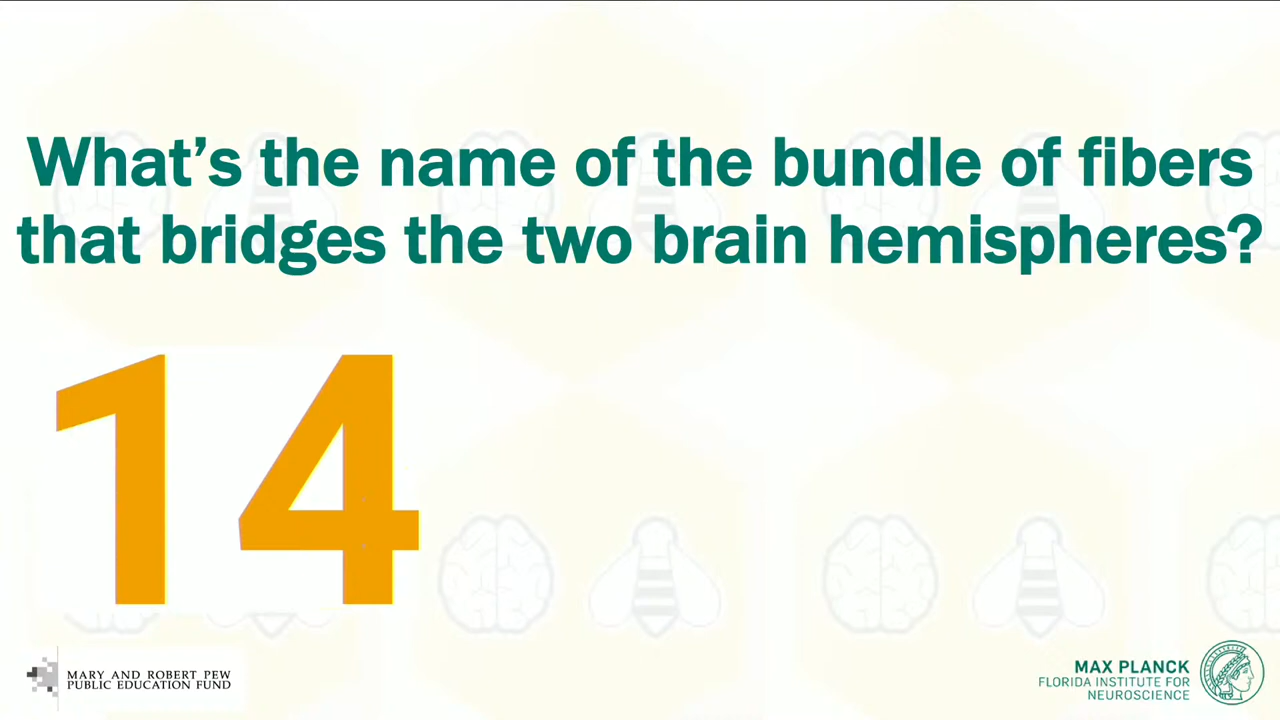 What’s the name of the bundle of fibers
that bridges the two brain hemispheres?
14
MARY AND ROBERT PEW
PUBLIC EDUCATION FUND
MAX PLANCK
FLORIDA INSTITUTE FOR
NEUROSCIENCE